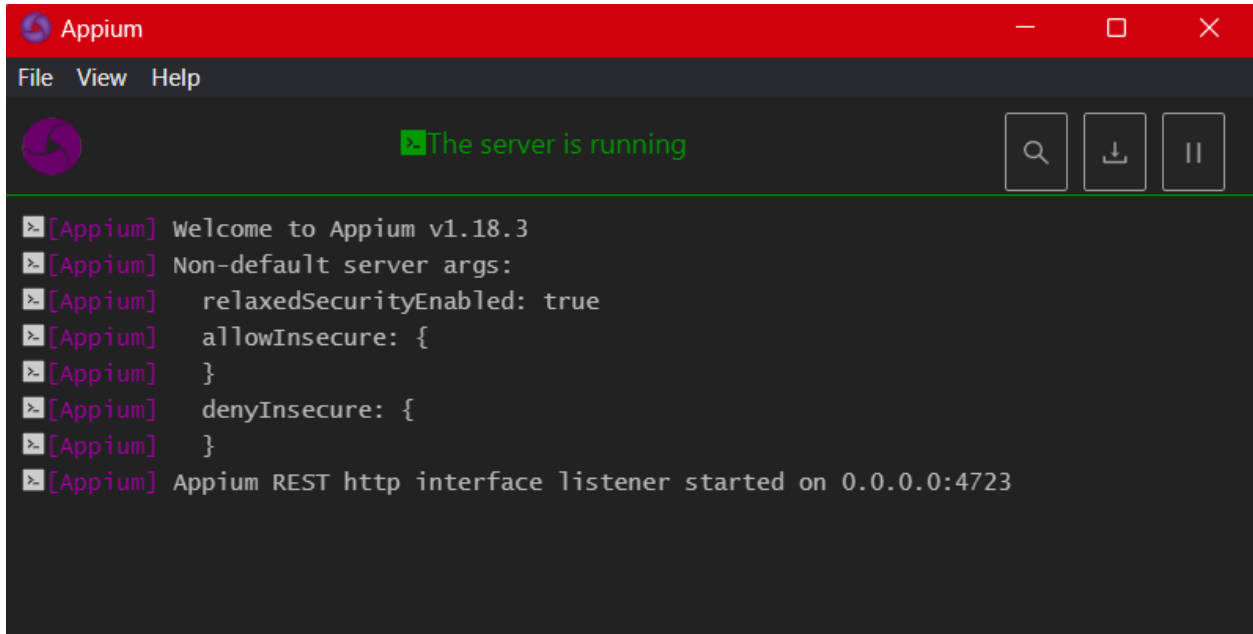 Appium
File View Help
The server is running
[Appium] Welcome to Appium v1.18.3
[Appium] Non-default server args:
[Appium]   relaxedSecurityEnabled: true
[Appium]   allowInsecure: {
[Appium]   }
[Appium]   denyInsecure: {
[Appium]   }
[Appium] Appium REST http interface listener started on 0.0.0.0:4723